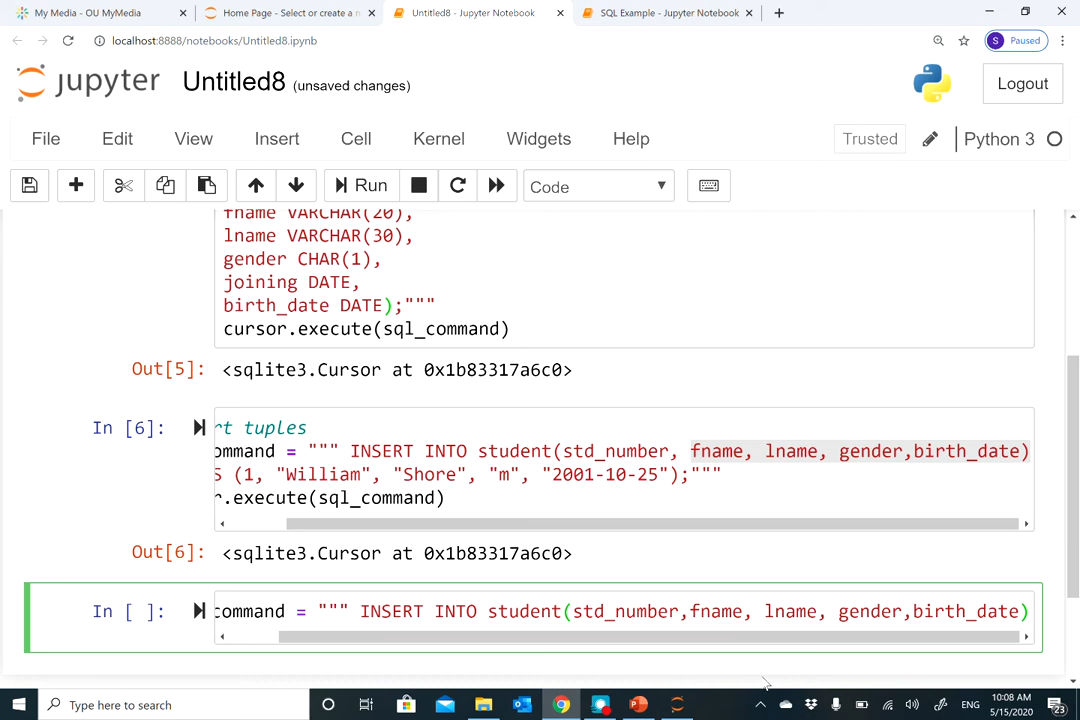 My Media - OU MyMedia
Home Page - Select or create a n
Untitled8 - Jupyter Notebook
SQL Example - Jupyter Notebook
localhost:8888/notebooks/Untitled8.ipynb
S Paused
jupyter Untitled8 (unsaved changes)
Logout
File Edit View Insert Cell Kernel Widgets Help
Trusted Python 3
Run Code
fname VARCHAR(20),
lname VARCHAR(30),
gender CHAR(1),
joining DATE,
birth_date DATE);"""
cursor.execute(sql_command)
Out[5]: <sqlite3.Cursor at 0x1b83317a6c0>
In [6]: rt tuples
ommand = """ INSERT INTO student(std_number, fname, lname, gender,birth_date)
S (1, "William", "Shore", "m", "2001-10-25");"""
r.execute(sql_command)
Out[6]: <sqlite3.Cursor at 0x1b83317a6c0>
In [ ]: command = """ INSERT INTO student(std_number,fname, lname, gender,birth_date)
Type here to search
ENG
10:08 AM
5/15/2020
23